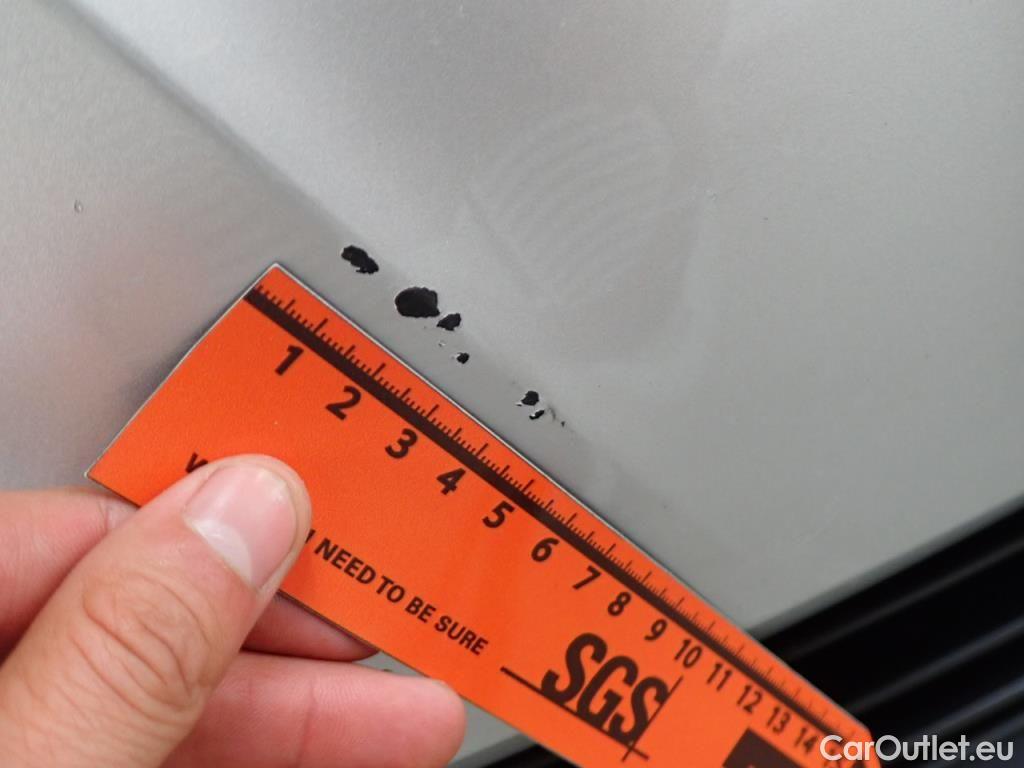 1 2 3 4 5 6 7 8 9 10 11 12 13 14
NEED TO BE SURE
SGS
CarOutlet.eu